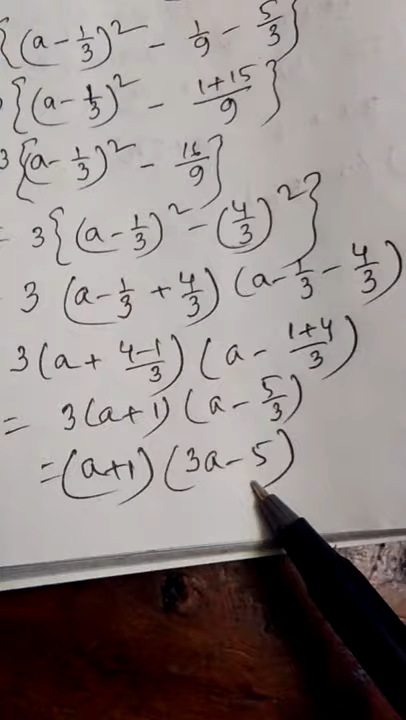 {(a-1/3)² - 1/9 - 5/3}
{(a-1/3)² - (1+15)/9}
3{(a-1/3)² - 16/9}
= 3{(a-1/3)² - (4/3)²}
3 (a-1/3+4/3) (a-1/3-4/3)
3(a+(4-1)/3) (a-(1+4)/3)
= 3(a+1) (a-5/3)
=(a+1) (3a-5)